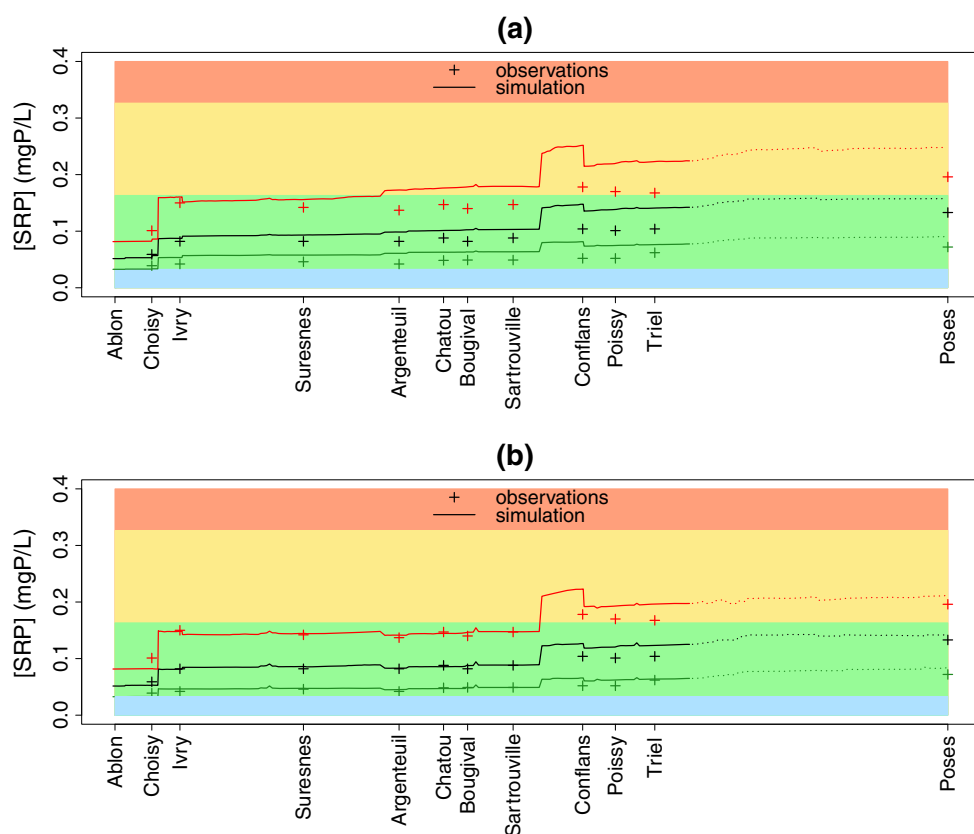 (a)
[SRP] (mgP/L)
0.4
0.3
0.2
0.1
0.0
observations
simulation
Ablon
Choisy
Ivry
Suresnes
Argenteuil
Chatou
Bougival
Sartrouville
Conflans
Poissy
Triel
Poses
(b)
[SRP] (mgP/L)
0.4
0.3
0.2
0.1
0.0
observations
simulation
Ablon
Choisy
Ivry
Suresnes
Argenteuil
Chatou
Bougival
Sartrouville
Conflans
Poissy
Triel
Poses